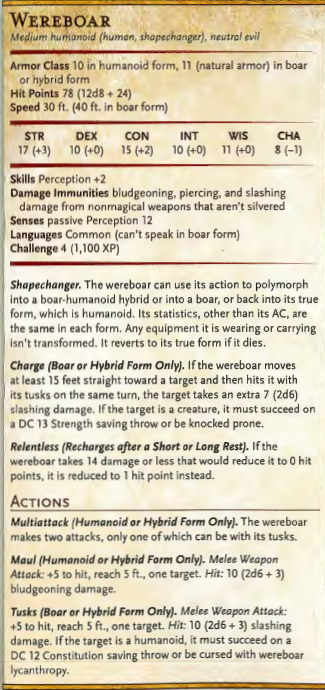 WEREBOAR
Medium humanoid (human, shapechanger), neutral evil
Armor Class 10 in humanoid form, 11 (natural armor) in boar
or hybrid form
Hit Points 78 (12d8 + 24)
Speed 30 ft. (40 ft. in boar form)
STR DEX CON INT WIS CHA
17 (+3) 10 (+0) 15 (+2) 10 (+0) 11 (+0) 8 (−1)
Skills Perception +2
Damage Immunities bludgeoning, piercing, and slashing
damage from nonmagical weapons that aren't silvered
Senses passive Perception 12
Languages Common (can't speak in boar form)
Challenge 4 (1,100 XP)
Shapechanger. The wereboar can use its action to polymorph
into a boar-humanoid hybrid or into a boar, or back into its true
form, which is humanoid. Its statistics, other than its AC, are
the same in each form. Any equipment it is wearing or carrying
isn't transformed. It reverts to its true form if it dies.
Charge (Boar or Hybrid Form Only). If the wereboar moves
at least 15 feet straight toward a target and then hits it with
its tusks on the same turn, the target takes an extra 7 (2d6)
slashing damage. If the target is a creature, it must succeed on
a DC 13 Strength saving throw or be knocked prone.
Relentless (Recharges after a Short or Long Rest). If the
wereboar takes 14 damage or less that would reduce it to 0 hit
points, it is reduced to 1 hit point instead.
ACTIONS
Multiattack (Humanoid or Hybrid Form Only). The wereboar
makes two attacks, only one of which can be with its tusks.
Maul (Humanoid or Hybrid Form Only). Melee Weapon
Attack: +5 to hit, reach 5 ft., one target. Hit: 10 (2d6 + 3)
bludgeoning damage.
Tusks (Boar or Hybrid Form Only). Melee Weapon Attack:
+5 to hit, reach 5 ft., one target. Hit: 10 (2d6 + 3) slashing
damage. If the target is a humanoid, it must succeed on a
DC 12 Constitution saving throw or be cursed with wereboar
lycanthropy.